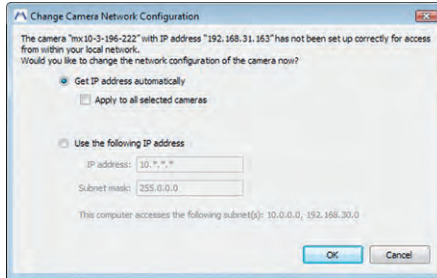 Change Camera Network Configuration
The camera "mx10-3-196-222" with IP address "192.168.31.163" has not been set up correctly for access
from within your local network.
Would you like to change the network configuration of the camera now?
Get IP address automatically
Apply to all selected cameras
Use the following IP address
IP address: 10.*.*.*
Subnet mask: 255.0.0.0
This computer accesses the following subnet(s): 10.0.0.0, 192.168.30.0
OK Cancel